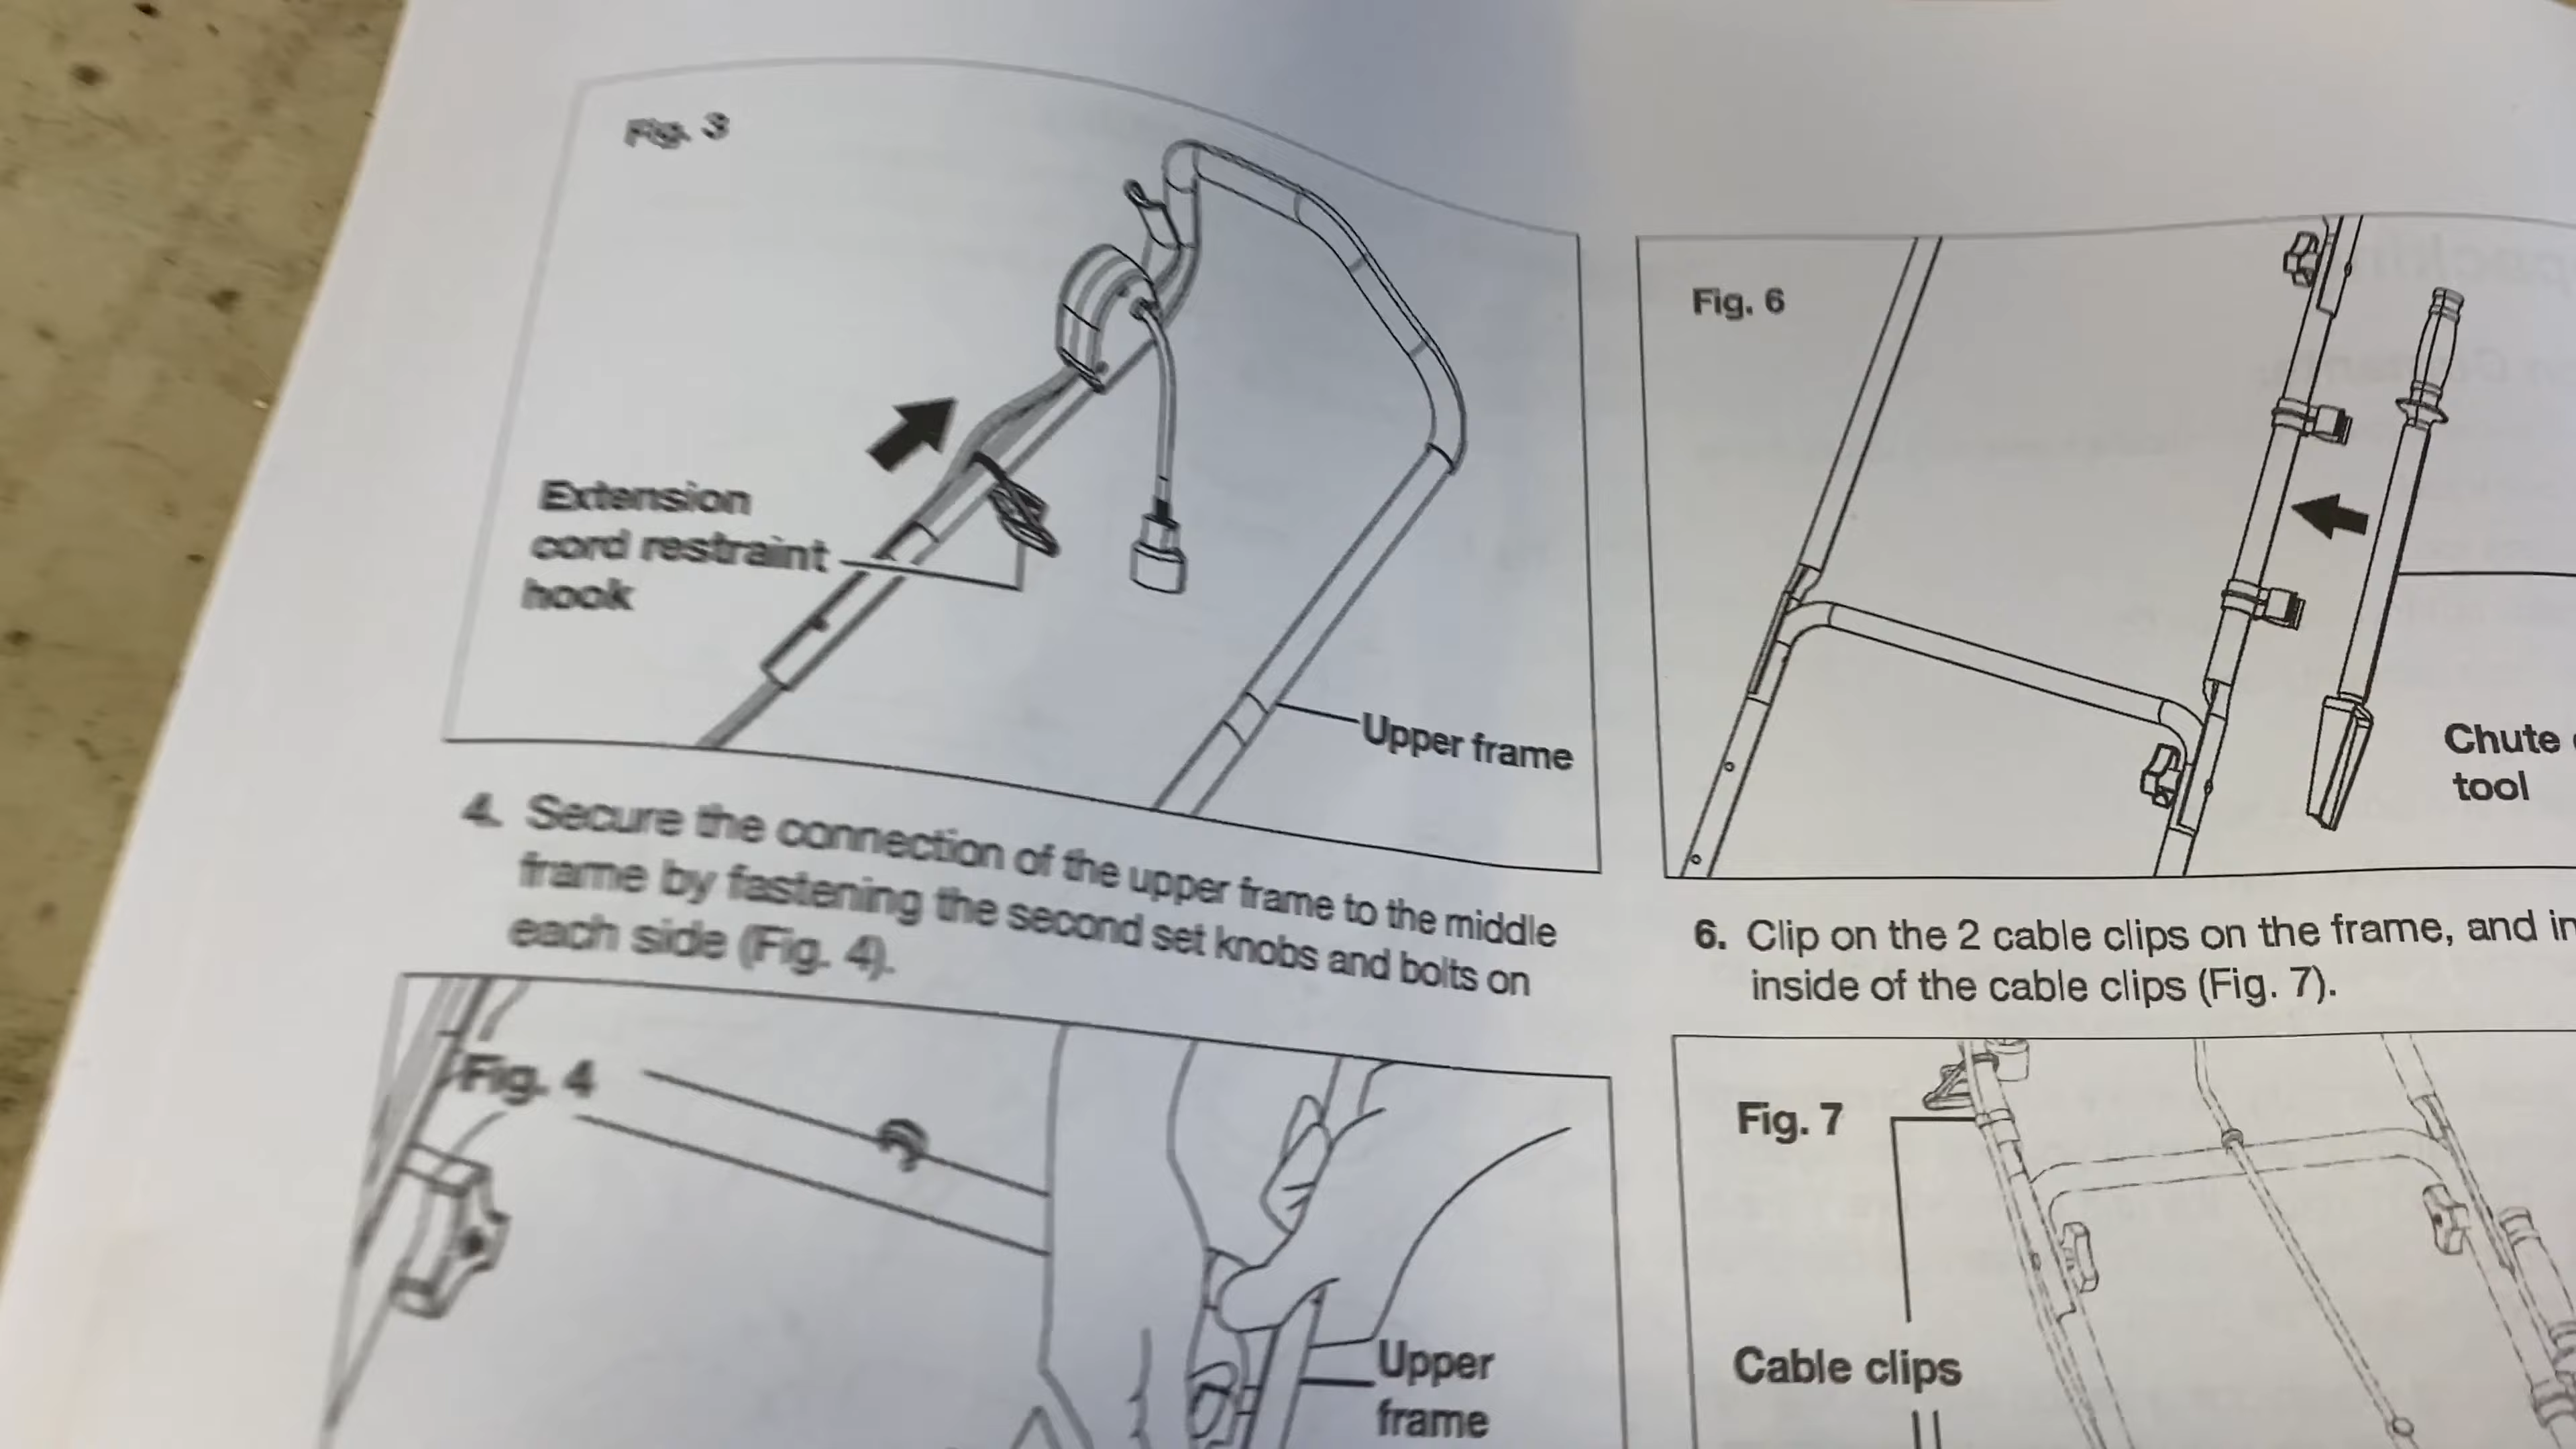 Fig. 3
Extension
cord restraint
hook
Upper frame
4. Secure the connection of the upper frame to the middle
frame by fastening the second set knobs and bolts on
each side (Fig. 4).
Fig. 4
Upper
frame
Fig. 6
Chute
tool
6. Clip on the 2 cable clips on the frame, and
inside of the cable clips (Fig. 7).
Fig. 7
Cable clips